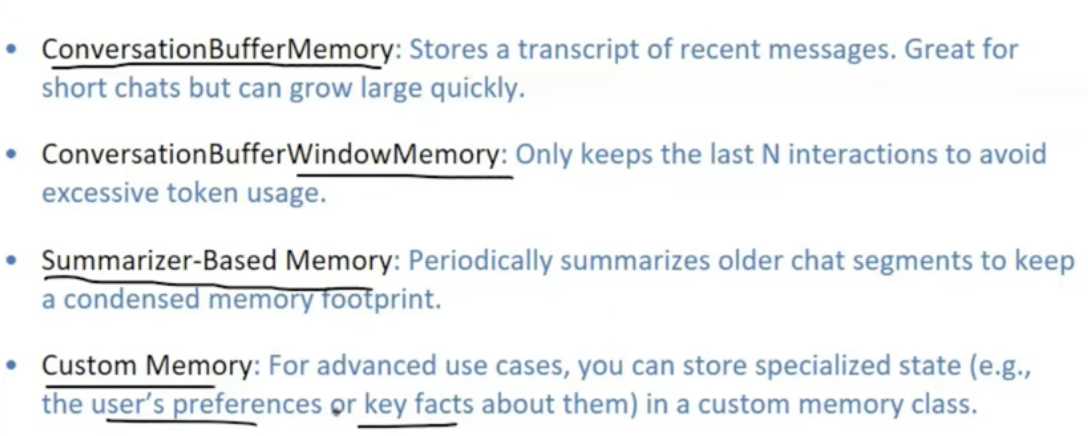 • ConversationBufferMemory: Stores a transcript of recent messages. Great for
short chats but can grow large quickly.
• ConversationBufferWindowMemory: Only keeps the last N interactions to avoid
excessive token usage.
• Summarizer-Based Memory: Periodically summarizes older chat segments to keep
a condensed memory footprint.
• Custom Memory: For advanced use cases, you can store specialized state (e.g.,
the user’s preferences or key facts about them) in a custom memory class.